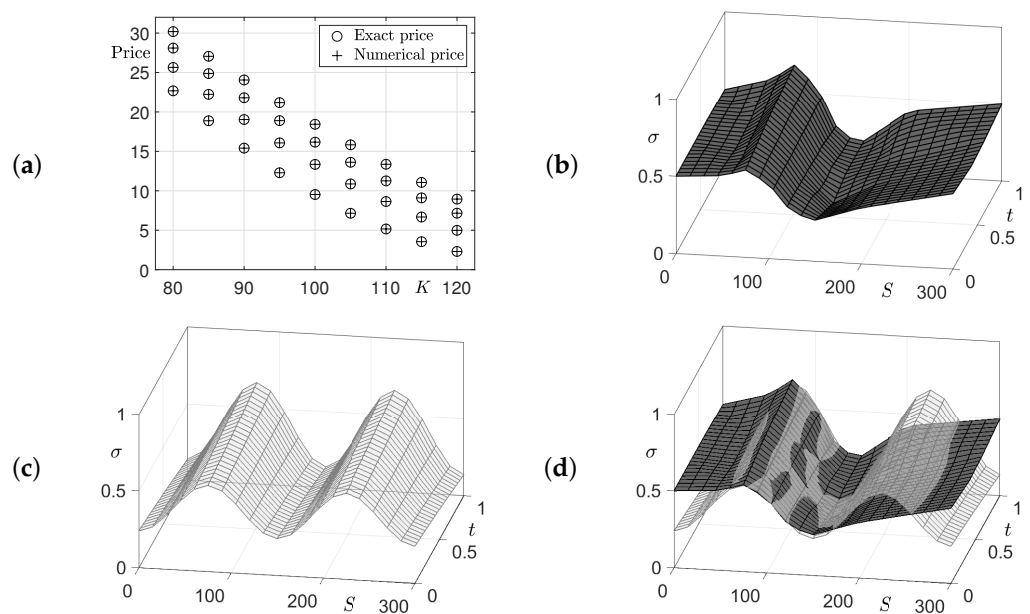 (a)
30
Price
25
20
15
10
5
0
80 90 100 110 K 120
Exact price
Numerical price
(b)
1
σ
0.5
0
0 100 200 S 300
0 0.5 t 1
(c)
1
σ
0.5
0
0 100 200 S 300
0 0.5 t 1
(d)
1
σ
0.5
0
0 100 200 S 300
0 0.5 t 1